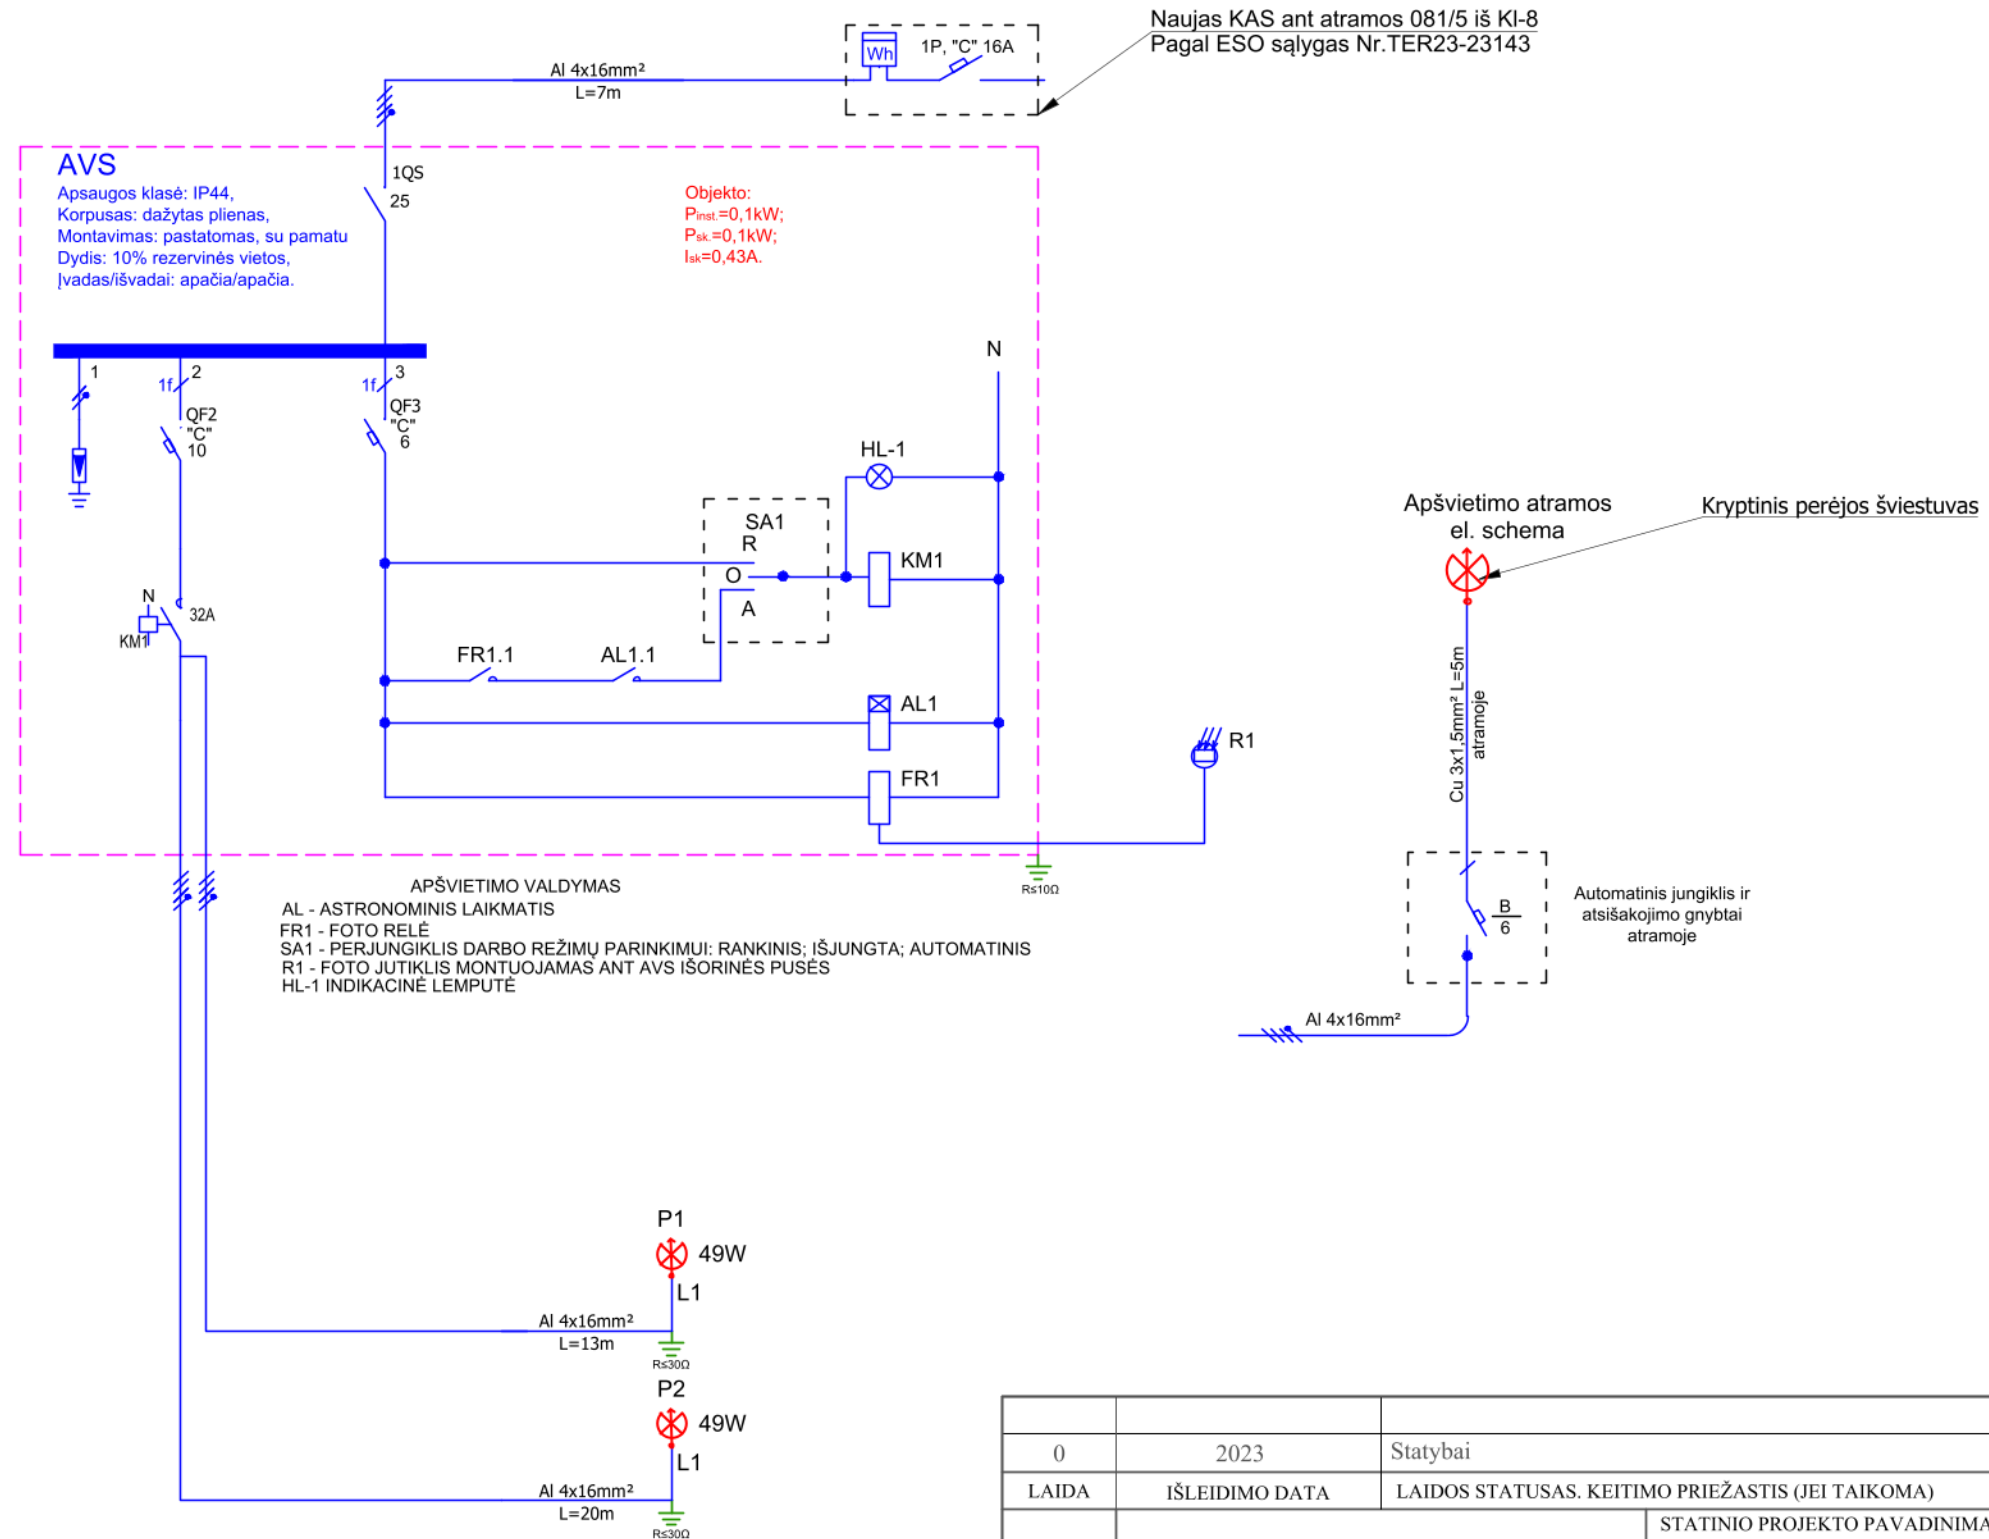 Naujas KAS ant atramos 081/5 iš KI-8
Pagal ESO sąlygas Nr.TER23-23143
Wh
1P, "C" 16A
Al 4x16mm²
L=7m
AVS
Apsaugos klasė: IP44,
Korpusas: dažytas plienas,
Montavimas: pastatomas, su pamatu
Dydis: 10% rezervinės vietos,
Įvadas/išvadai: apačia/apačia.
1QS
25
Objekto:
Pinst.=0,1kW;
Psk.=0,1kW;
Isk=0,43A.
1
1f
2
1f
3
QF2
"C"
10
QF3
"C"
6
N
HL-1
SA1
R
O
A
KM1
N
32A
KM1
FR1.1
AL1.1
AL1
FR1
R1
R≤10Ω
Apšvietimo atramos
el. schema
Kryptinis perėjos šviestuvas
Cu 3x1,5mm² L=5m
atramoje
B
6
Automatinis jungiklis ir
atsišakojimo gnybtai
atramoje
Al 4x16mm²
APŠVIETIMO VALDYMAS
AL - ASTRONOMINIS LAIKMATIS
FR1 - FOTO RELĖ
SA1 - PERJUNGIKLIS DARBO REŽIMŲ PARINKIMUI: RANKINIS; IŠJUNGTA; AUTOMATINIS
R1 - FOTO JUTIKLIS MONTUOJAMAS ANT AVS IŠORINĖS PUSĖS
HL-1 INDIKACINĖ LEMPUTĖ
P1
49W
L1
Al 4x16mm²
L=13m
R≤30Ω
P2
49W
L1
Al 4x16mm²
L=20m
R≤30Ω
0
2023
Statybai
LAIDA
IŠLEIDIMO DATA
LAIDOS STATUSAS. KEITIMO PRIEŽASTIS (JEI TAIKOMA)
STATINIO PROJEKTO PAVADINIMA